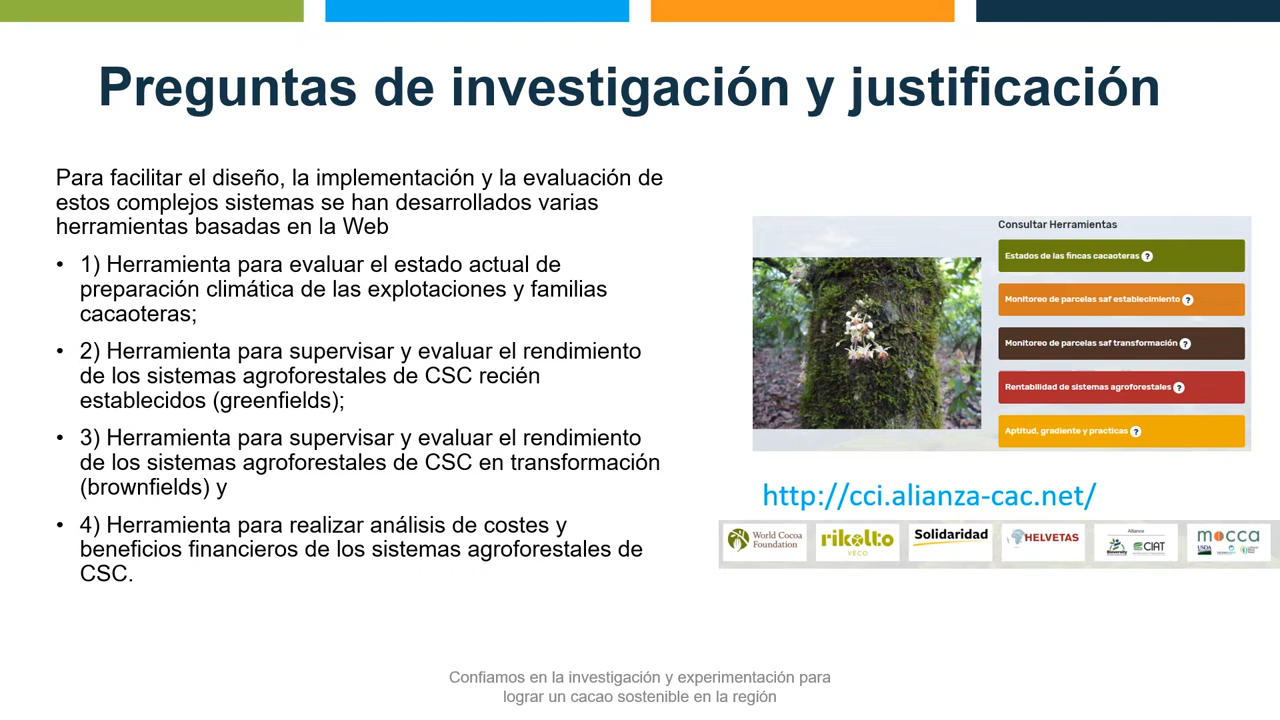 Preguntas de investigación y justificación
Para facilitar el diseño, la implementación y la evaluación de
estos complejos sistemas se han desarrollados varias
herramientas basadas en la Web
• 1) Herramienta para evaluar el estado actual de
preparación climática de las explotaciones y familias
cacaoteras;
• 2) Herramienta para supervisar y evaluar el rendimiento
de los sistemas agroforestales de CSC recién
establecidos (greenfields);
• 3) Herramienta para supervisar y evaluar el rendimiento
de los sistemas agroforestales de CSC en transformación
(brownfields) y
• 4) Herramienta para realizar análisis de costes y
beneficios financieros de los sistemas agroforestales de
CSC.
Consultar Herramientas
Estados de las fincas cacaoteras ?
Monitoreo de parcelas saf establecimiento ?
Monitoreo de parcelas saf transformación ?
Rentabilidad de sistemas agroforestales ?
Aptitud, gradiente y practicas ?
http://cci.alianza-cac.net/
World Cocoa
Foundation
rikolto
VECO
Solidaridad
HELVETAS
Alliance
Bioversity
CIAT
mocca
USDA
Confiamos en la investigación y experimentación para
lograr un cacao sostenible en la región